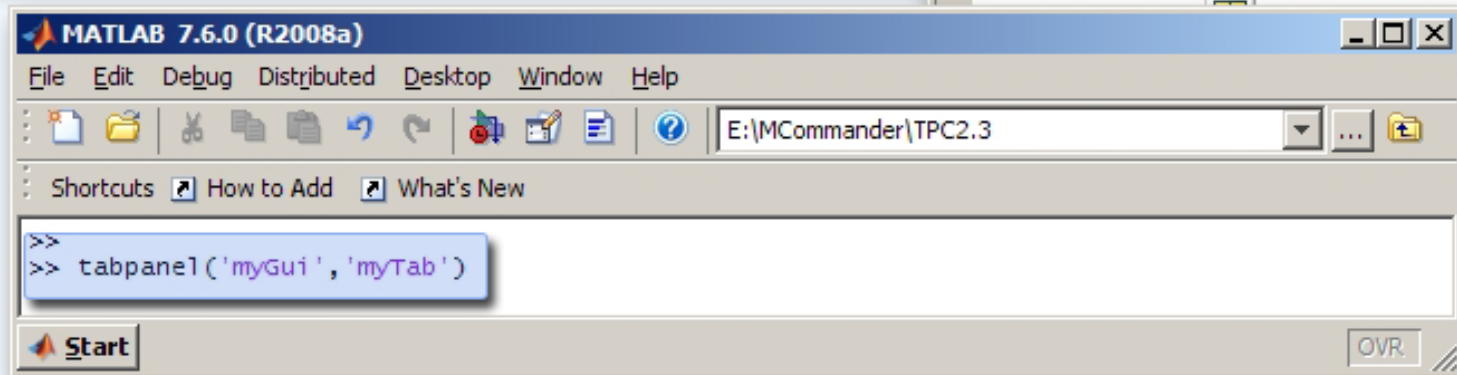 MATLAB 7.6.0 (R2008a)
File Edit Debug Distributed Desktop Window Help
E:\MCommander\TPC2.3 ...
Shortcuts How to Add What's New
>>
>> tabpanel('myGui','myTab')
Start OVR